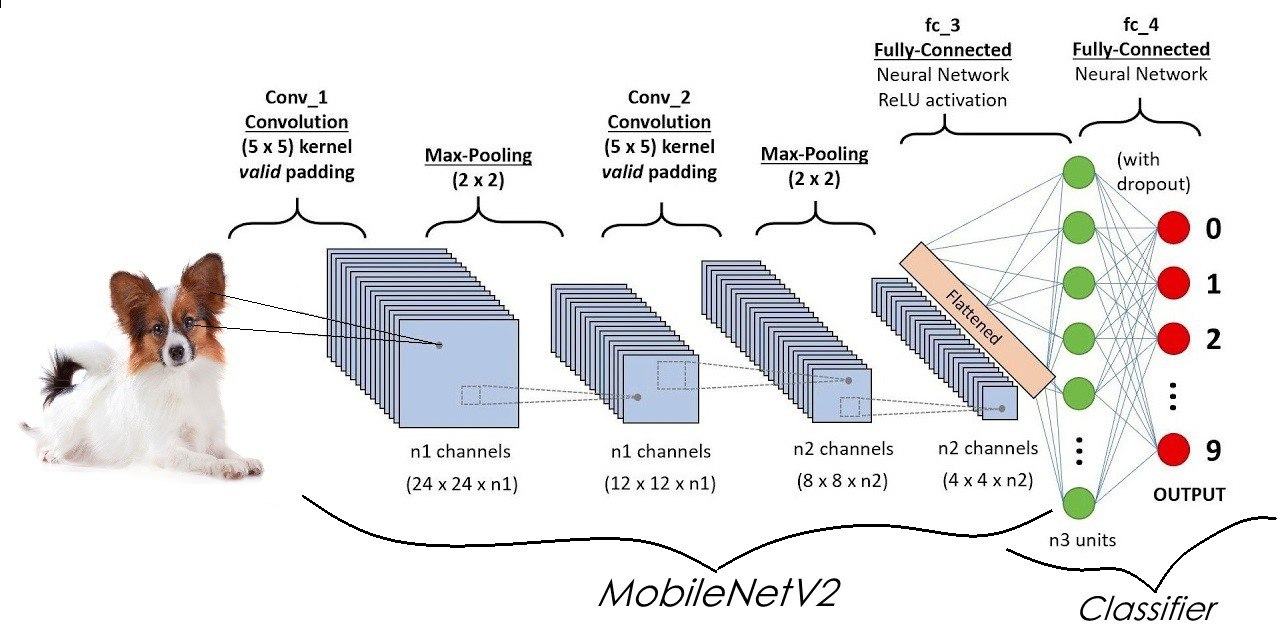 Conv_1
Convolution
(5 x 5) kernel
valid padding
Max-Pooling
(2 x 2)
Conv_2
Convolution
(5 x 5) kernel
valid padding
Max-Pooling
(2 x 2)
fc_3
Fully-Connected
Neural Network
ReLU activation
fc_4
Fully-Connected
Neural Network
(with
dropout)
Flattened
0
1
2
9
OUTPUT
n1 channels
(24 x 24 x n1)
n1 channels
(12 x 12 x n1)
n2 channels
(8 x 8 x n2)
n2 channels
(4 x 4 x n2)
n3 units
MobileNetV2
Classifier